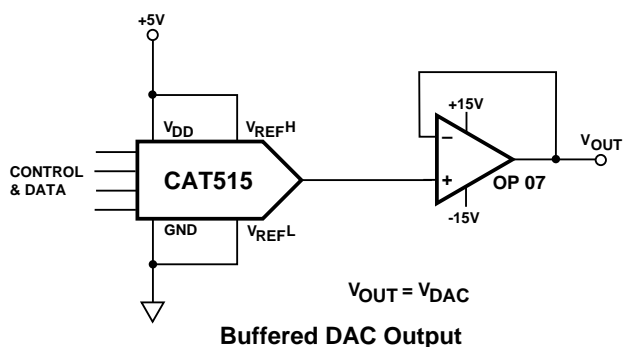 +5V
VDD
VREFH
CONTROL
& DATA
CAT515
GND
VREFL
+15V
–
+
OP 07
-15V
VOUT
VOUT = VDAC
Buffered DAC Output